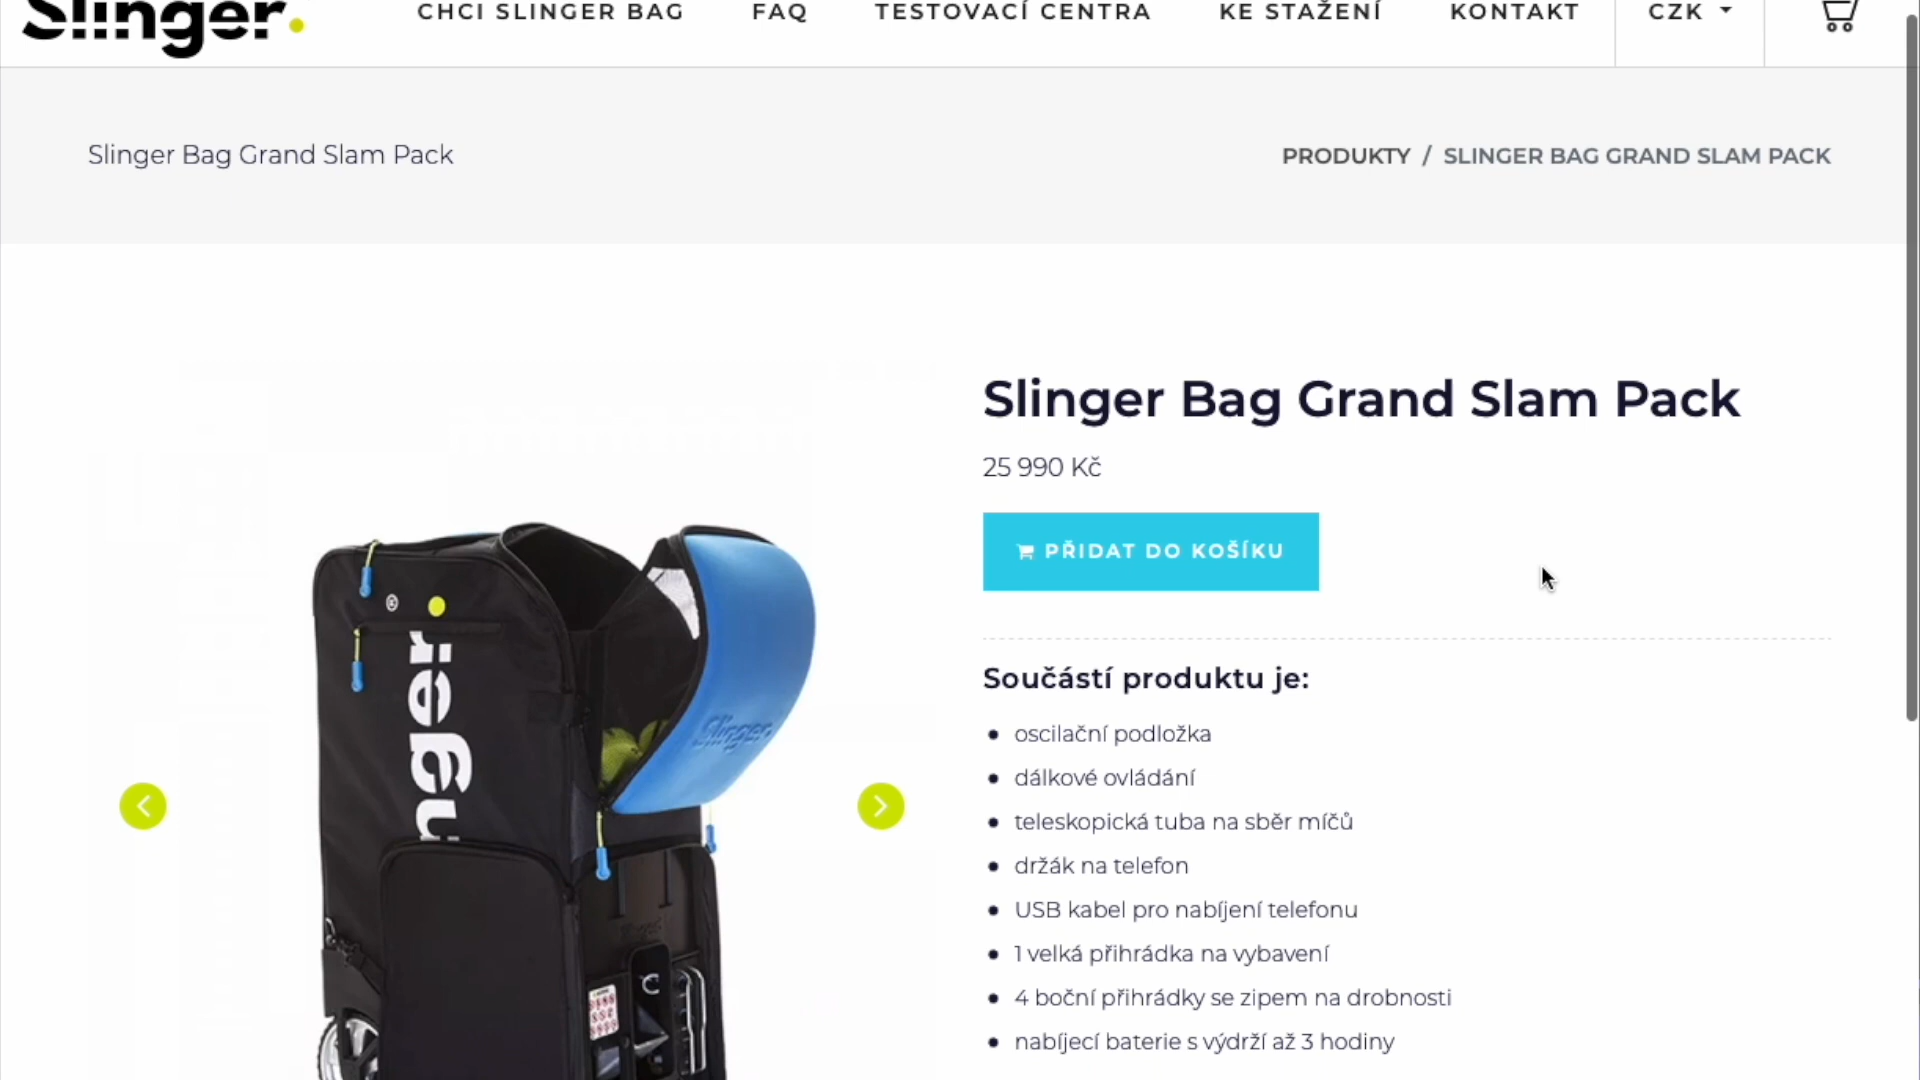 Slinger.
CHCI SLINGER BAG
FAQ
TESTOVACÍ CENTRA
KE STAŽENÍ
KONTAKT
CZK
Slinger Bag Grand Slam Pack
PRODUKTY / SLINGER BAG GRAND SLAM PACK
Slinger Bag Grand Slam Pack
25 990 Kč
PŘIDAT DO KOŠÍKU
Součástí produktu je:
oscilační podložka
dálkové ovládání
teleskopická tuba na sběr míčů
držák na telefon
USB kabel pro nabíjení telefonu
1 velká přihrádka na vybavení
4 boční přihrádky se zipem na drobnosti
nabíjecí baterie s výdrží až 3 hodiny
nger
Slinger